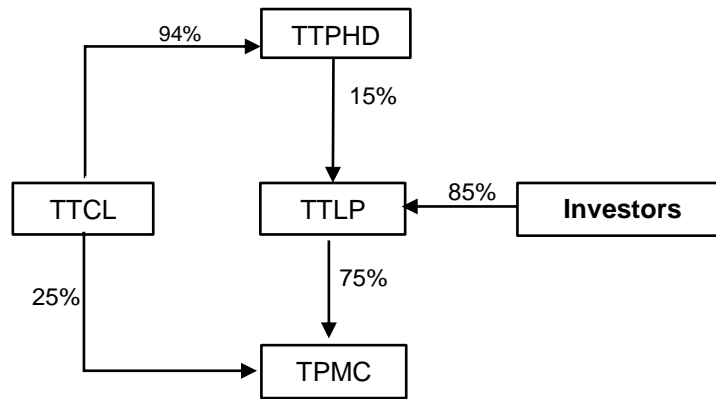 94%
TTPHD
15%
TTCL
TTLP
85%
Investors
25%
75%
TPMC